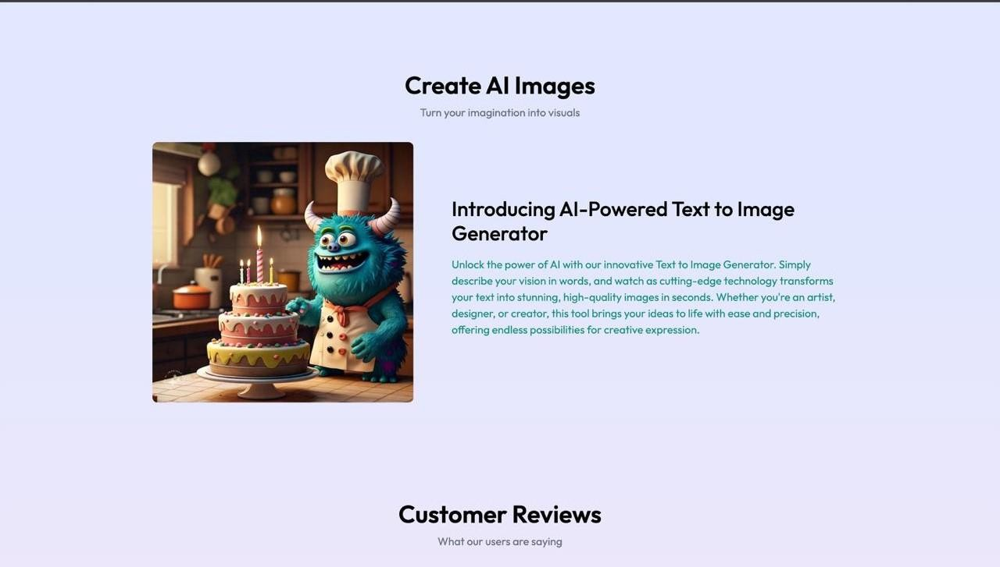 Create AI Images
Turn your imagination into visuals
Introducing AI-Powered Text to Image
Generator
Unlock the power of AI with our innovative Text to Image Generator. Simply
describe your vision in words, and watch as cutting-edge technology transforms
your text into stunning, high-quality images in seconds. Whether you're an artist,
designer, or creator, this tool brings your ideas to life with ease and precision,
offering endless possibilities for creative expression.
Customer Reviews
What our users are saying